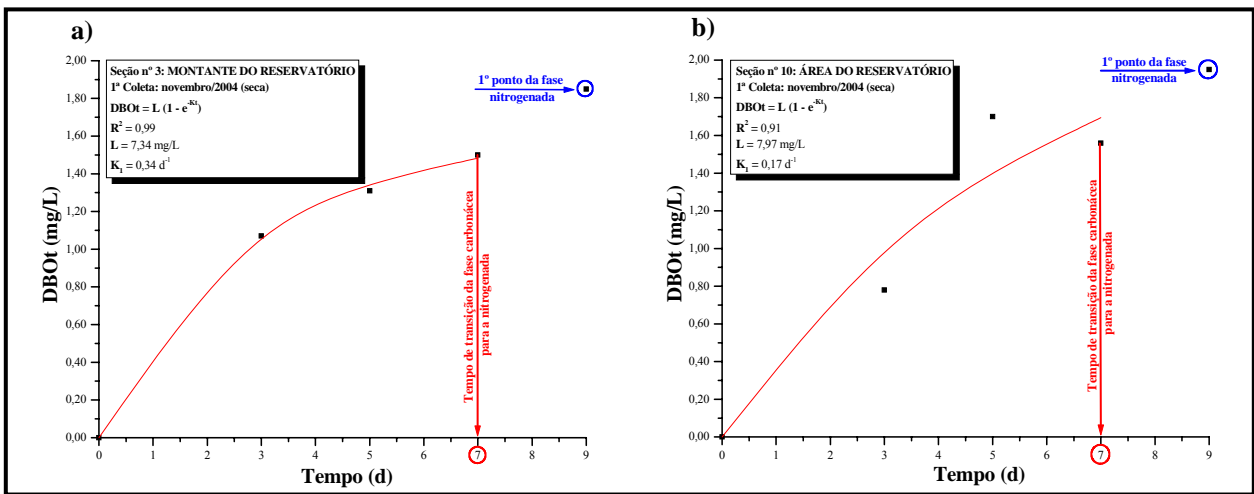 a)
Seção nº 3: MONTANTE DO RESERVATÓRIO
1ª Coleta: novembro/2004 (seca)
DBOt = L (1 - e^-Kt)
R² = 0,99
L = 7,34 mg/L
K₁ = 0,34 d⁻¹
1º ponto da fase
nitrogenada
Tempo de transição da fase carbonácea
para a nitrogenada
DBOt (mg/L)
2,00
1,80
1,60
1,40
1,20
1,00
0,80
0,60
0,40
0,20
0,00
0 1 2 3 4 5 6 7 8 9
Tempo (d)
b)
Seção nº 10: ÁREA DO RESERVATÓRIO
1ª Coleta: novembro/2004 (seca)
DBOt = L (1 - e^-Kt)
R² = 0,91
L = 7,97 mg/L
K₁ = 0,17 d⁻¹
1º ponto da fase
nitrogenada
Tempo de transição da fase carbonácea
para a nitrogenada
DBOt (mg/L)
2,00
1,80
1,60
1,40
1,20
1,00
0,80
0,60
0,40
0,20
0,00
0 1 2 3 4 5 6 7 8 9
Tempo (d)